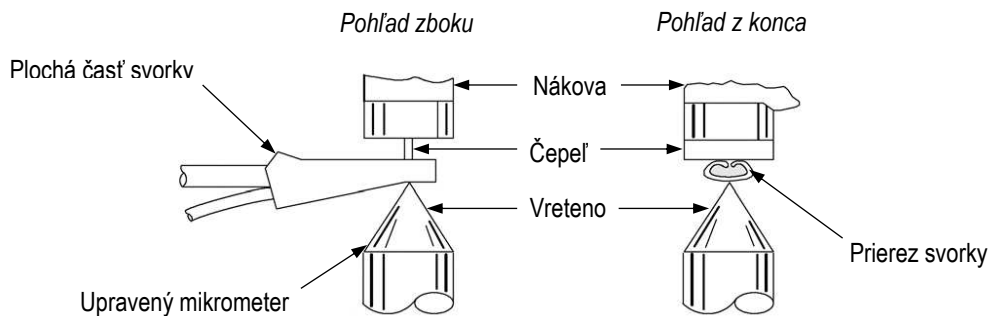 Pohľad zboku
Pohľad z konca
Plochá časť svorky
Nákova
Čepeľ
Vreteno
Prierez svorky
Upravený mikrometer